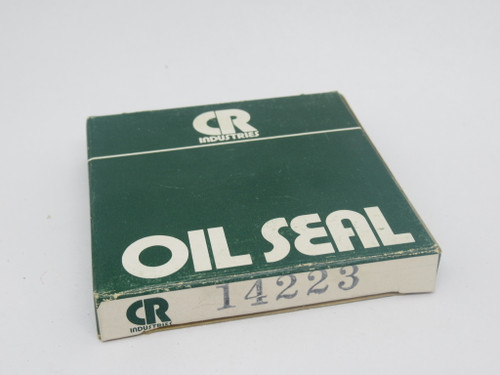 CR
INDUSTRIES
OIL SEAL
CR
INDUSTRIES
14223